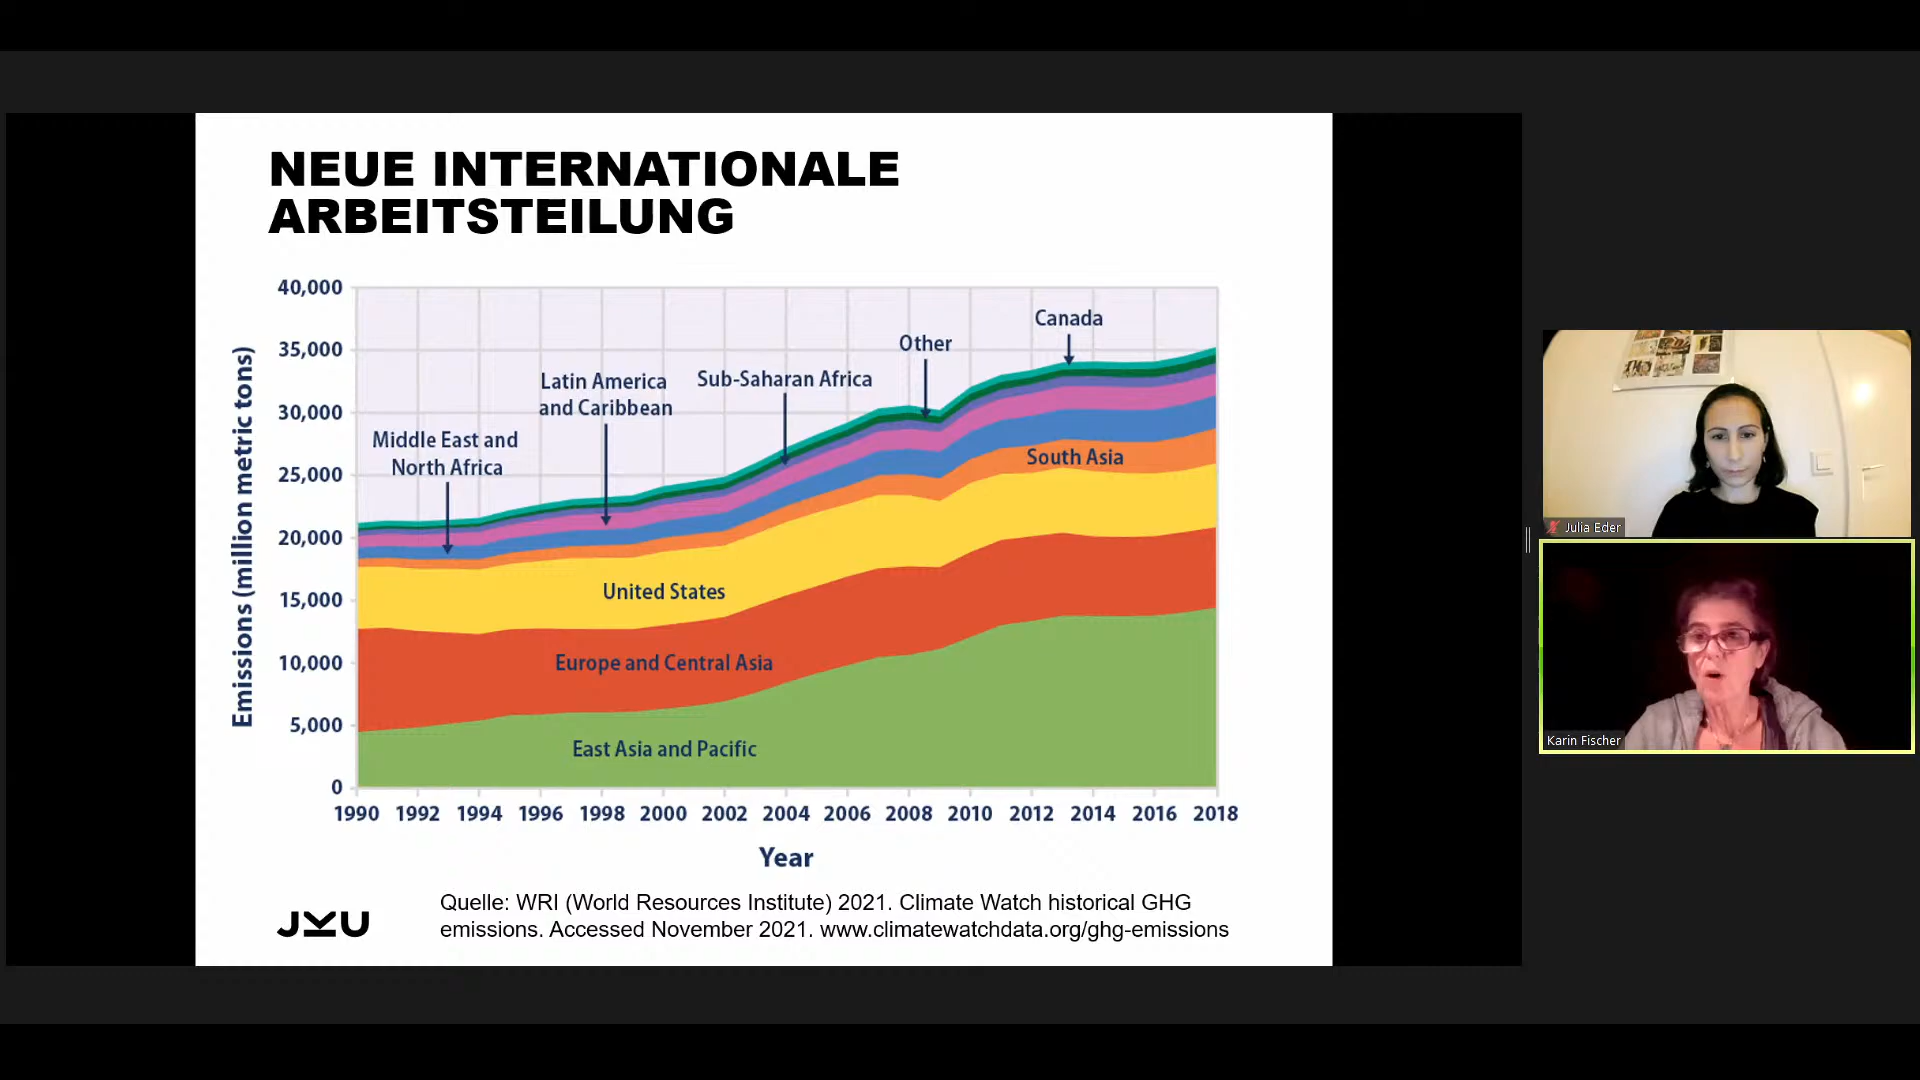 NEUE INTERNATIONALE
ARBEITSTEILUNG
Emissions (million metric tons)
40,000
35,000
30,000
25,000
20,000
15,000
10,000
5,000
0
Canada
Other
Sub-Saharan Africa
Latin America
and Caribbean
Middle East and
North Africa
South Asia
United States
Europe and Central Asia
East Asia and Pacific
1990 1992 1994 1996 1998 2000 2002 2004 2006 2008 2010 2012 2014 2016 2018
Year
JKU
Quelle: WRI (World Resources Institute) 2021. Climate Watch historical GHG
emissions. Accessed November 2021. www.climatewatchdata.org/ghg-emissions
Julia Eder
Karin Fischer